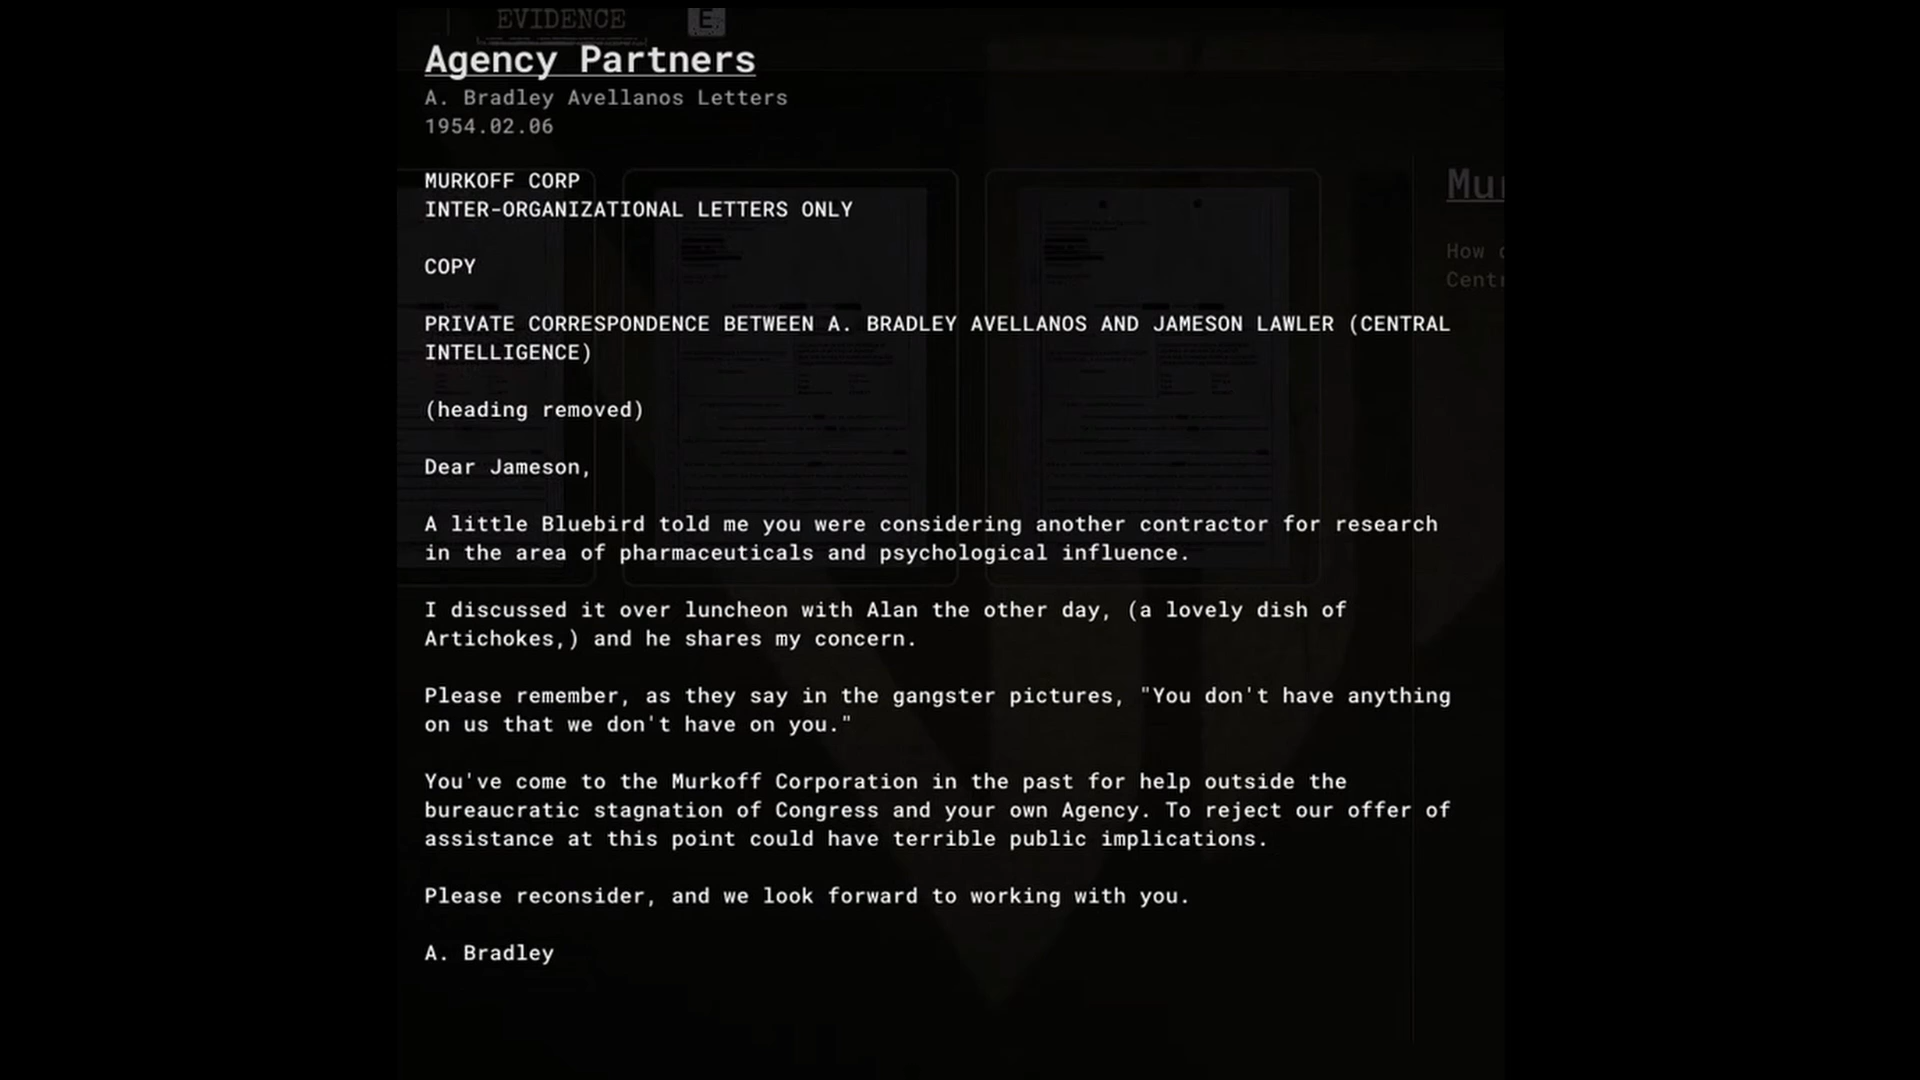 EVIDENCE E
Agency Partners
A. Bradley Avellanos Letters
1954.02.06
MURKOFF CORP
INTER-ORGANIZATIONAL LETTERS ONLY
COPY
PRIVATE CORRESPONDENCE BETWEEN A. BRADLEY AVELLANOS AND JAMESON LAWLER (CENTRAL
INTELLIGENCE)
(heading removed)
Dear Jameson,
A little Bluebird told me you were considering another contractor for research
in the area of pharmaceuticals and psychological influence.
I discussed it over luncheon with Alan the other day, (a lovely dish of
Artichokes,) and he shares my concern.
Please remember, as they say in the gangster pictures, "You don't have anything
on us that we don't have on you."
You've come to the Murkoff Corporation in the past for help outside the
bureaucratic stagnation of Congress and your own Agency. To reject our offer of
assistance at this point could have terrible public implications.
Please reconsider, and we look forward to working with you.
A. Bradley
How